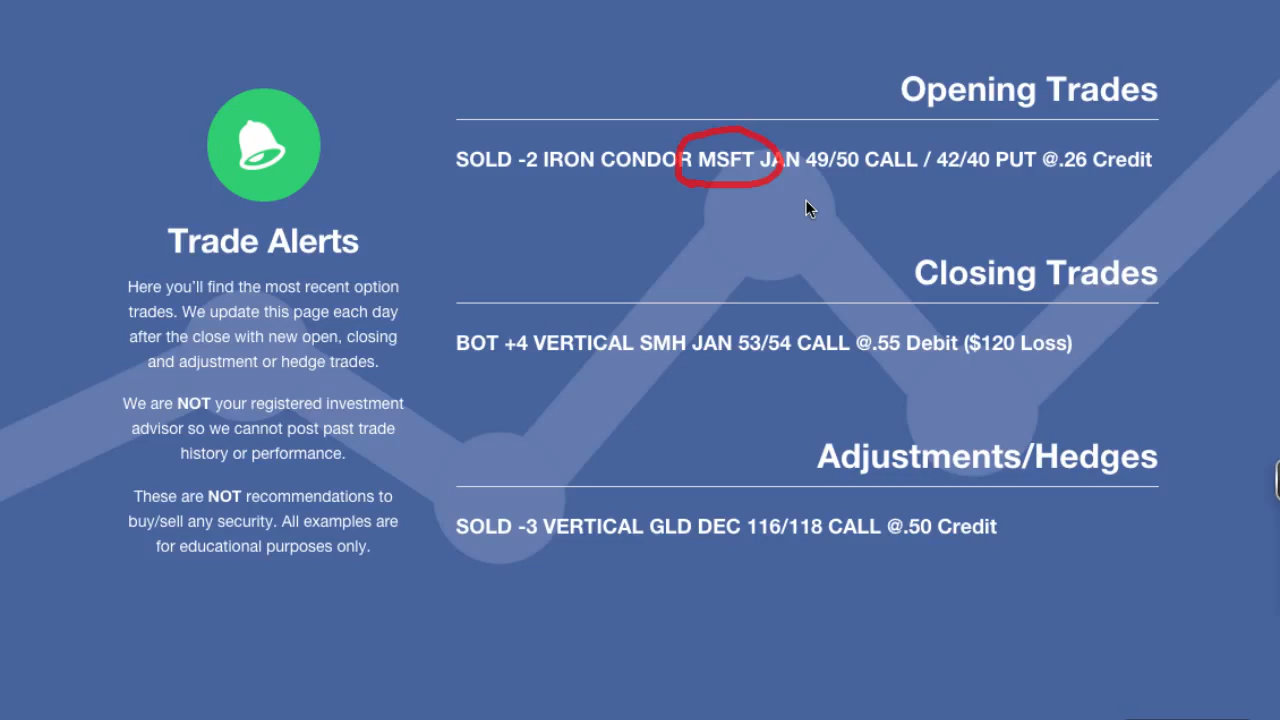 Trade Alerts
Here you'll find the most recent option
trades. We update this page each day
after the close with new open, closing
and adjustment or hedge trades.
We are NOT your registered investment
advisor so we cannot post past trade
history or performance.
These are NOT recommendations to
buy/sell any security. All examples are
for educational purposes only.
Opening Trades
SOLD -2 IRON CONDOR MSFT JAN 49/50 CALL / 42/40 PUT @.26 Credit
Closing Trades
BOT +4 VERTICAL SMH JAN 53/54 CALL @.55 Debit ($120 Loss)
Adjustments/Hedges
SOLD -3 VERTICAL GLD DEC 116/118 CALL @.50 Credit